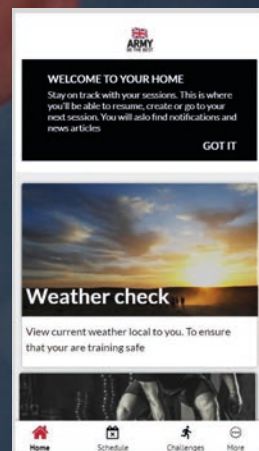 ARMY
BE THE BEST
WELCOME TO YOUR HOME
Stay on track with your sessions. This is where
you'll be able to resume, create or go to your
next session. You will aslo find notifications and
news articles
GOT IT
Weather check
View current weather local to you. To ensure
that your are training safe
Home
Schedule
Challenges
More